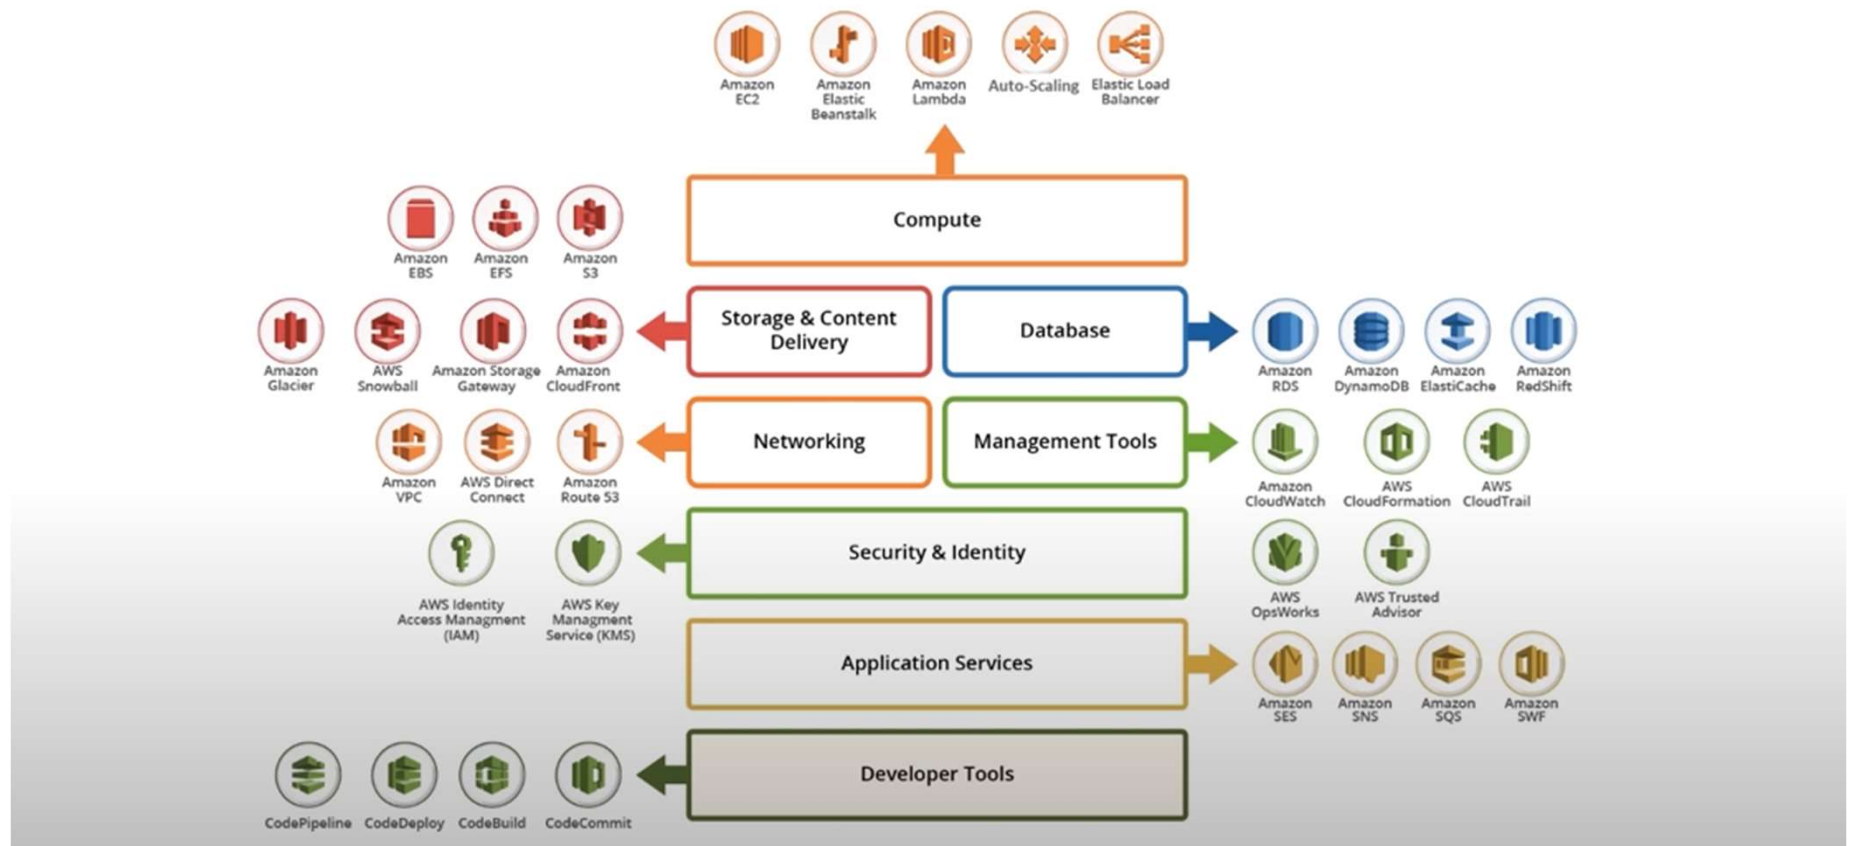 Amazon
EC2
Amazon
Elastic
Beanstalk
Amazon
Lambda
Auto-Scaling
Elastic Load
Balancer
Compute
Amazon
EBS
Amazon
EFS
Amazon
S3
Storage & Content
Delivery
Database
Amazon
Glacier
AWS
Snowball
Amazon Storage
Gateway
Amazon
CloudFront
Amazon
RDS
Amazon
DynamoDB
Amazon
ElastiCache
Amazon
RedShift
Networking
Management Tools
Amazon
VPC
AWS Direct
Connect
Amazon
Route 53
Amazon
CloudWatch
AWS
CloudFormation
AWS
CloudTrail
Security & Identity
AWS Identity
Access Managment
(IAM)
AWS Key
Managment
Service (KMS)
AWS
OpsWorks
AWS Trusted
Advisor
Application Services
Amazon
SES
Amazon
SNS
Amazon
SQS
Amazon
SWF
Developer Tools
CodePipeline
CodeDeploy
CodeBuild
CodeCommit